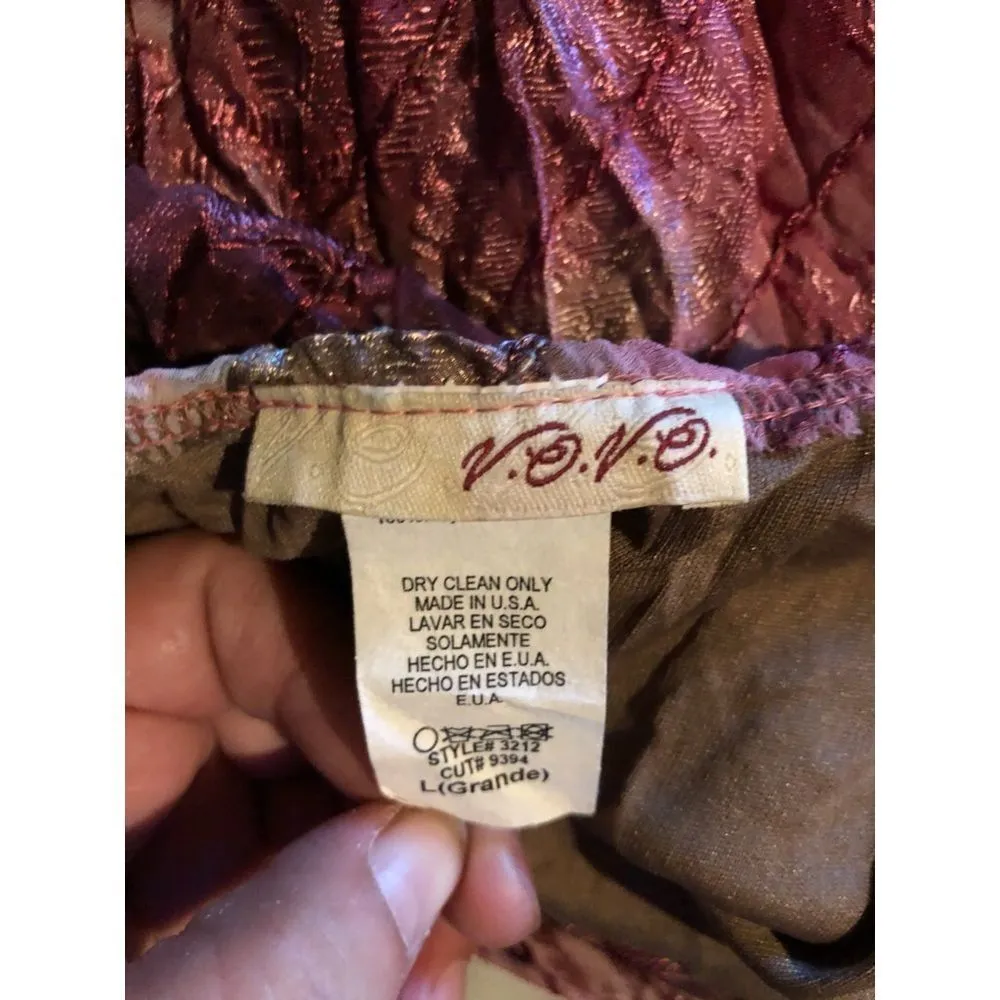 V.O.V.O.
DRY CLEAN ONLY
MADE IN U.S.A.
LAVAR EN SECO
SOLAMENTE
HECHO EN E.U.A.
HECHO EN ESTADOS
E.U.A.
STYLE# 3212
CUT# 9394
L(Grande)